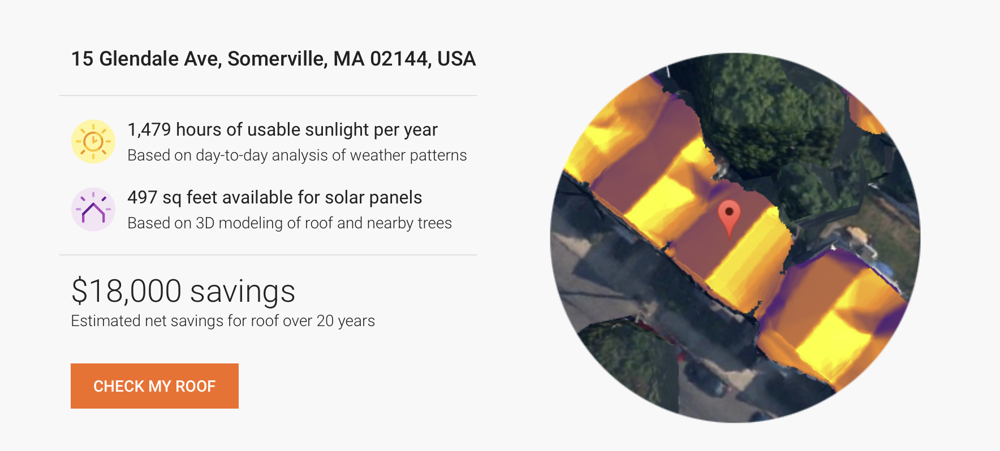 15 Glendale Ave, Somerville, MA 02144, USA
1,479 hours of usable sunlight per year
Based on day-to-day analysis of weather patterns
497 sq feet available for solar panels
Based on 3D modeling of roof and nearby trees
$18,000 savings
Estimated net savings for roof over 20 years
CHECK MY ROOF